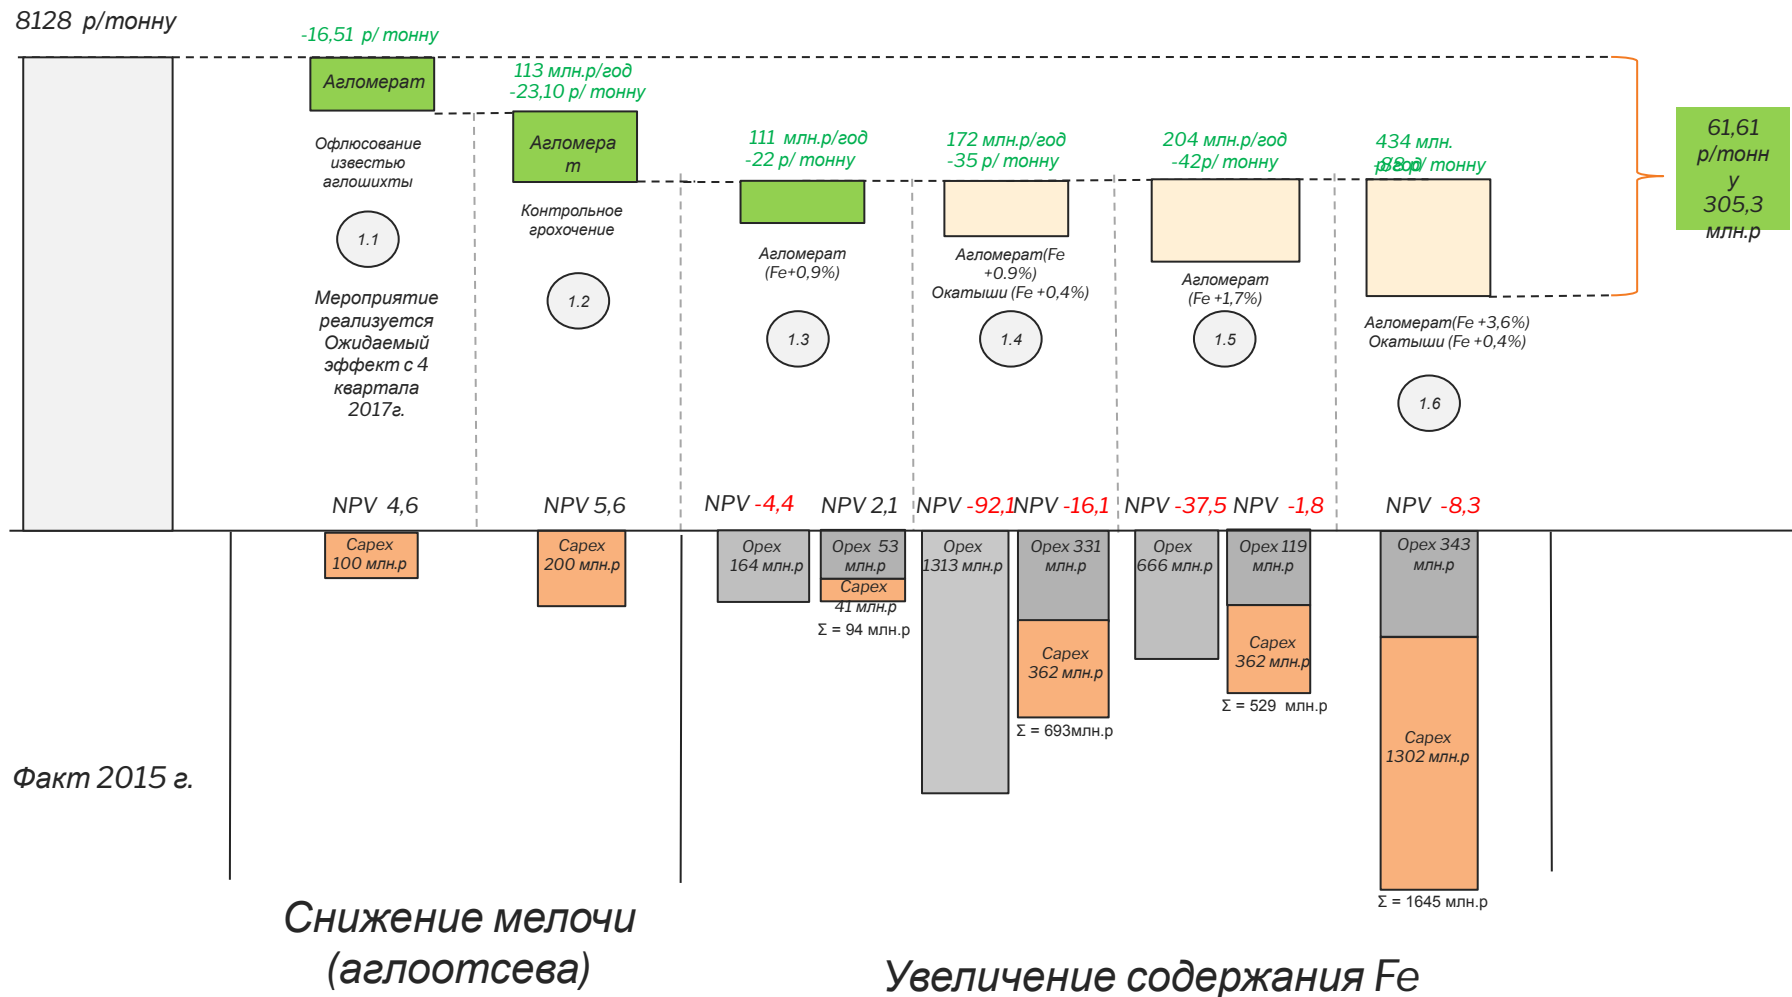 8128 р/тонну
-16,51 р/ тонну
Агломерат
Офлюсование
известью
аглошихты
1.1
Мероприятие
реализуется
Ожидаемый
эффект с 4
квартала
2017г.
113 млн.р/год
-23,10 р/ тонну
Агломера
т
Контрольное
грохочение
1.2
111 млн.р/год
-22 р/ тонну
Агломерат
(Fe+0,9%)
1.3
172 млн.р/год
-35 р/ тонну
Агломерат(Fe
+0.9%)
Окатыши (Fe +0,4%)
1.4
204 млн.р/год
-42р/ тонну
Агломерат
(Fe +1,7%)
1.5
434 млн.
р/год
-88 р/ тонну
Агломерат(Fe +3,6%)
Окатыши (Fe +0,4%)
1.6
61,61
р/тонн
у
305,3
млн.р
NPV 4,6
NPV 5,6
NPV -4,4
NPV 2,1
NPV -92,1
NPV -16,1
NPV -37,5
NPV -1,8
NPV -8,3
Capex
100 млн.р
Capex
200 млн.р
Opex
164 млн.р
Opex 53
млн.р
Capex
41 млн.р
Σ = 94 млн.р
Opex
1313 млн.р
Opex 331
млн.р
Capex
362 млн.р
Σ = 693млн.р
Opex
666 млн.р
Opex 119
млн.р
Capex
362 млн.р
Σ = 529 млн.р
Opex 343
млн.р
Capex
1302 млн.р
Σ = 1645 млн.р
Факт 2015 г.
Снижение мелочи
(аглоотсева)
Увеличение содержания Fe